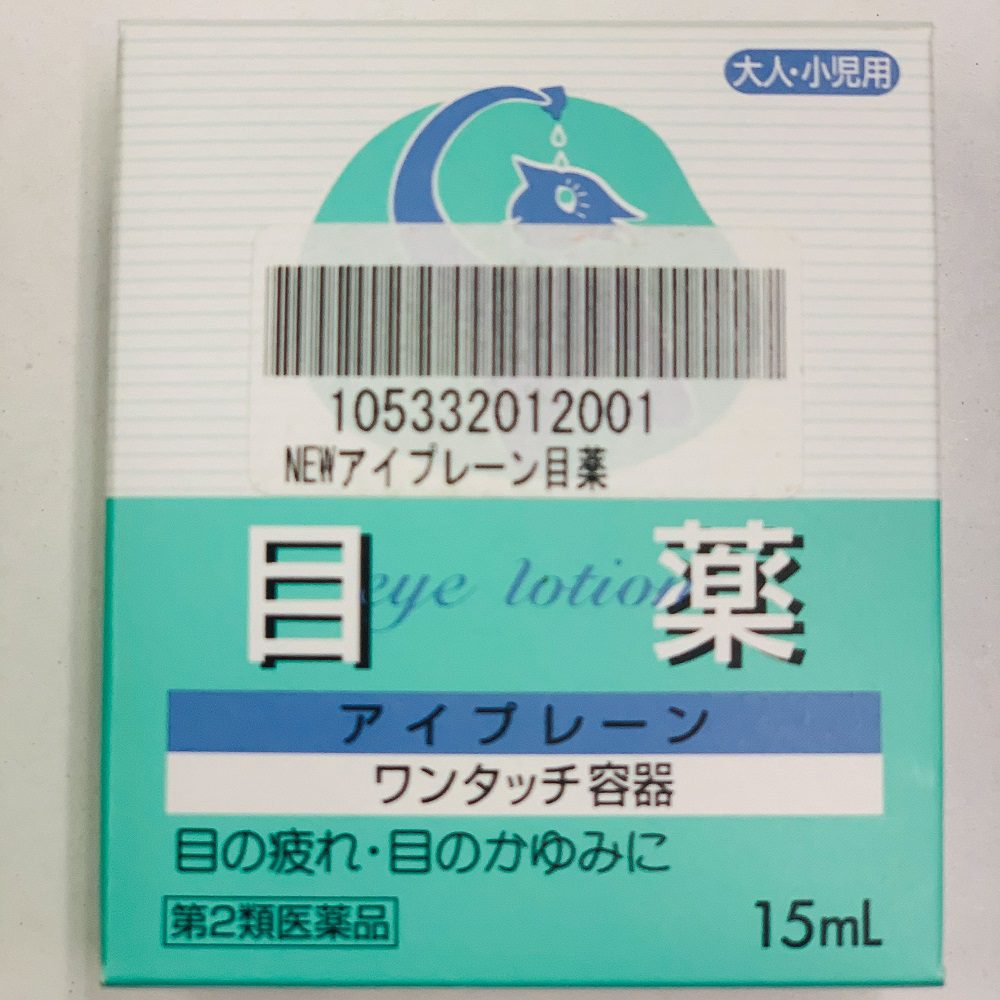 大人・小児用
105332012001
NEWアイプレーン目薬
目薬
eye lotion
アイプレーン
ワンタッチ容器
目の疲れ・目のかゆみに
第2類医薬品
15mL